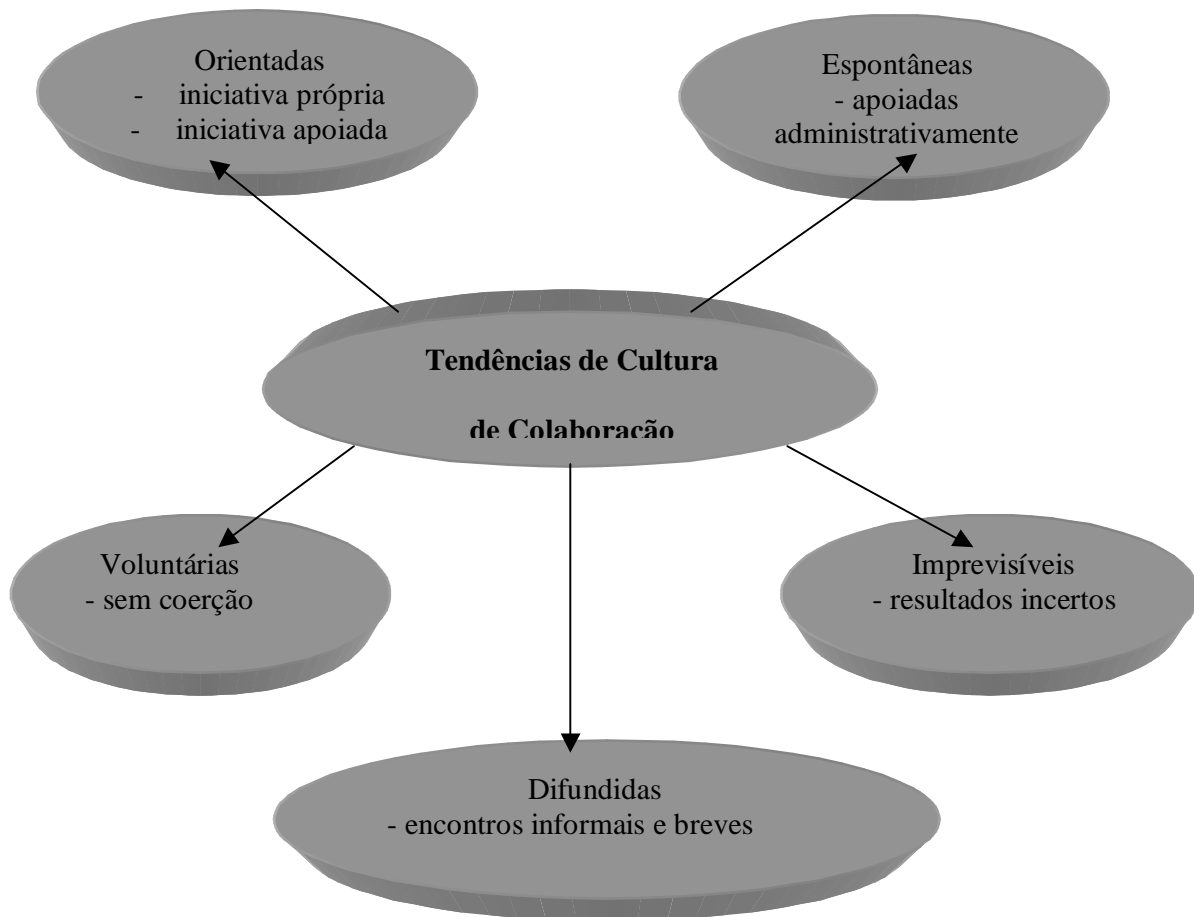 Orientadas
- iniciativa própria
- iniciativa apoiada
Espontâneas
- apoiadas
administrativamente
Tendências de Cultura
de Colaboração
Voluntárias
- sem coerção
Imprevisíveis
- resultados incertos
Difundidas
- encontros informais e breves